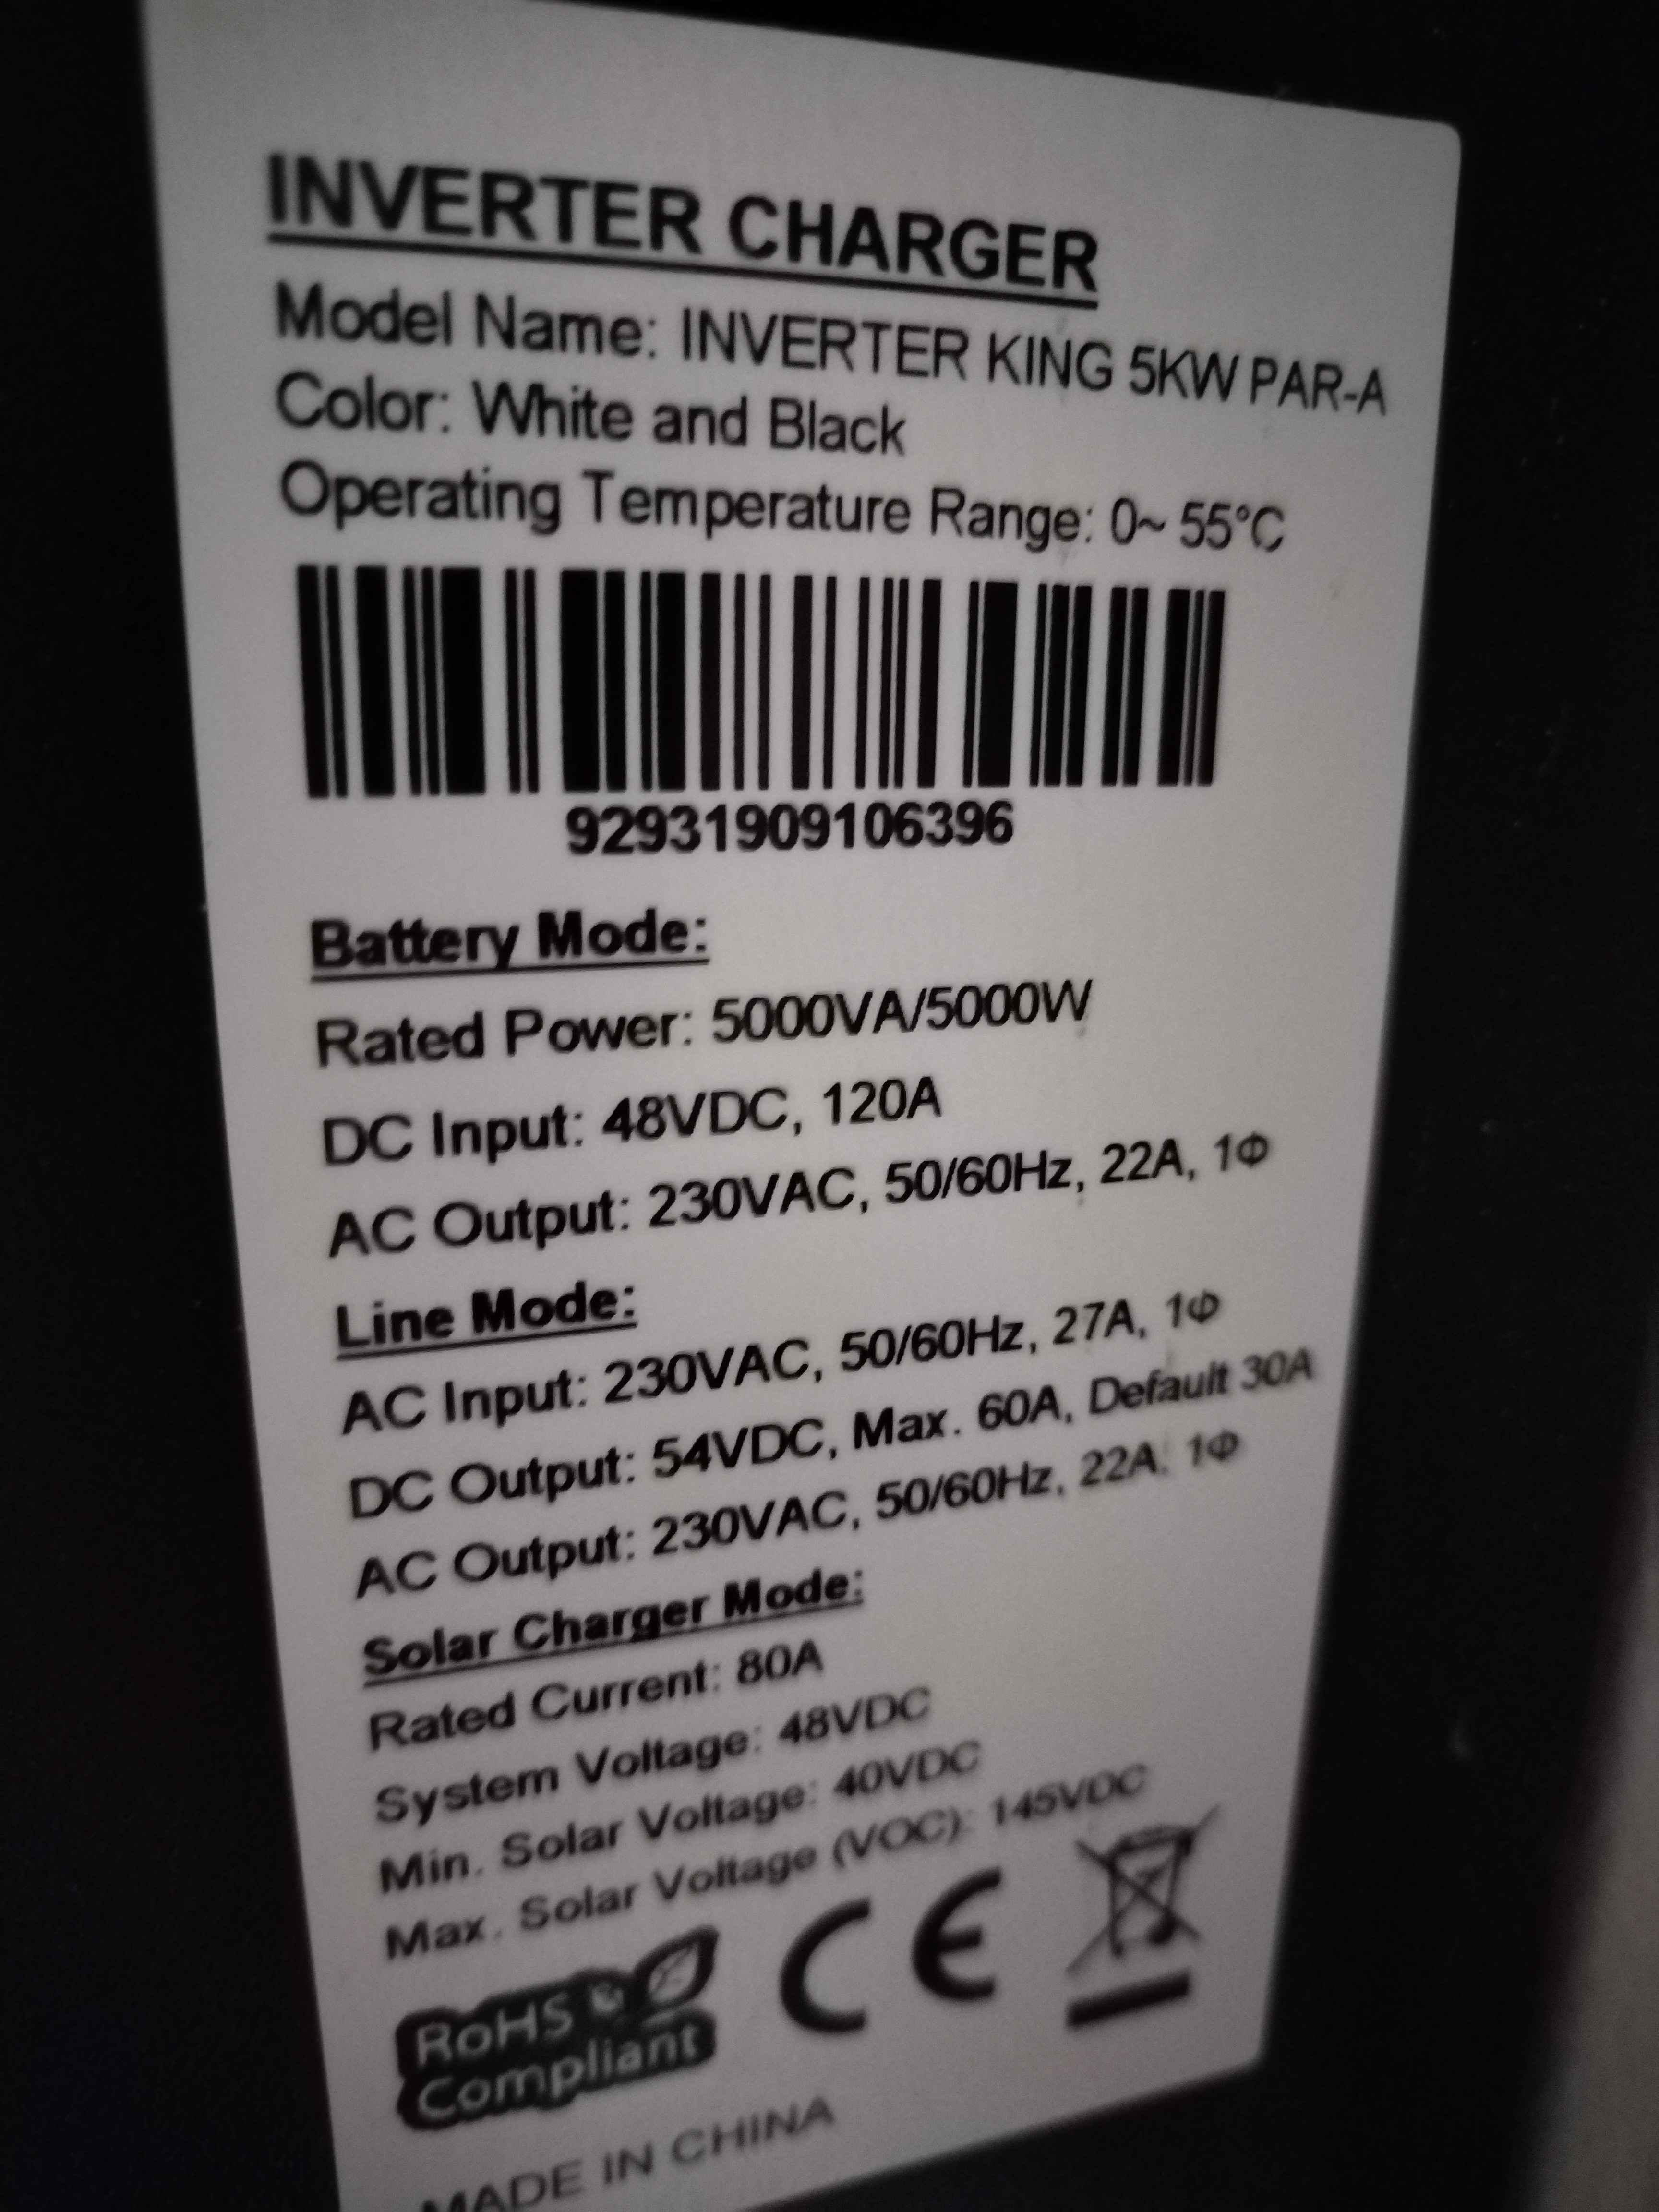 INVERTER CHARGER
Model Name: INVERTER KING 5KW PAR-A
Color: White and Black
Operating Temperature Range: 0~ 55°C
92931909106396
Battery Mode:
Rated Power: 5000VA/5000W
DC Input: 48VDC, 120A
AC Output: 230VAC, 50/60Hz, 22A, 1Φ
Line Mode:
AC Input: 230VAC, 50/60Hz, 27A, 1Φ
DC Output: 54VDC, Max. 60A, Default 30A
AC Output: 230VAC, 50/60Hz, 22A. 1Φ
Solar Charger Mode:
Rated Current: 80A
System Voltage: 48VDC
Min. Solar Voltage: 40VDC
Max. Solar Voltage (VOC): 145VDC
RoHS
Compliant
CE
MADE IN CHINA